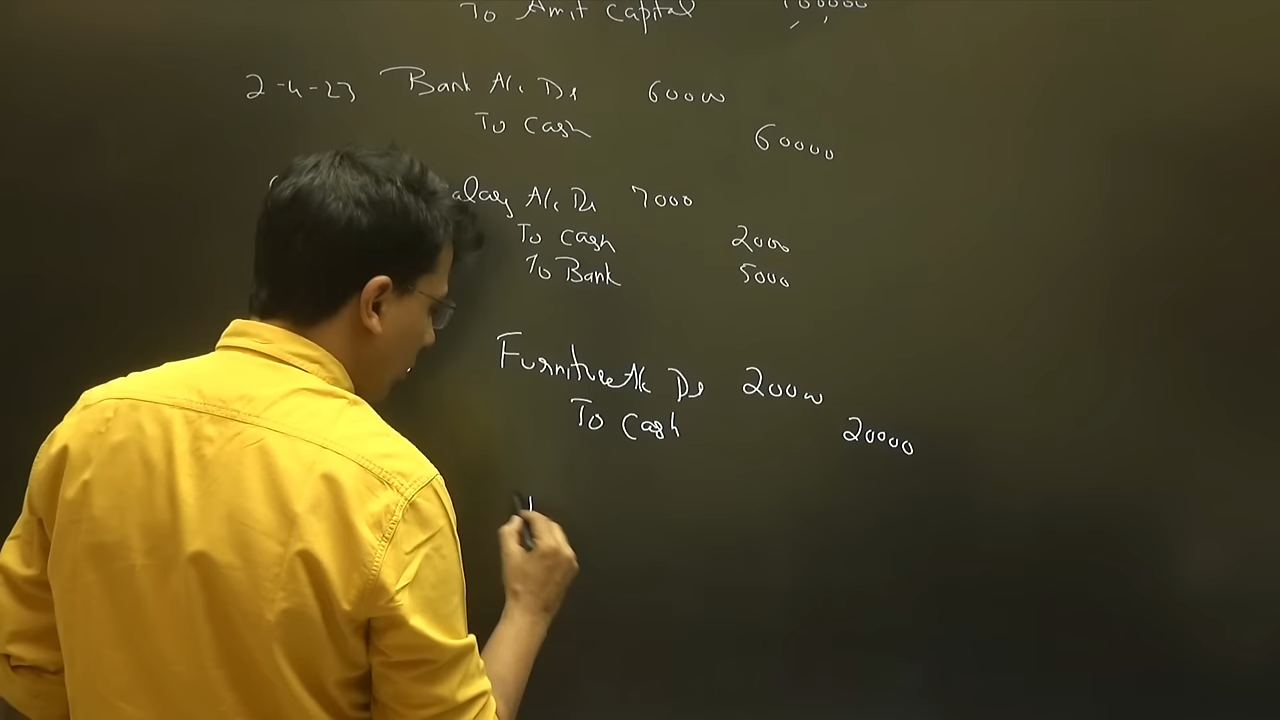 To Amit Capital 100000
2-4-23 Bank A/c Dr 60000
To Cash 60000
alary A/c Dr 7000
To Cash 2000
To Bank 5000
Furniture A/c Dr 20000
To Cash 20000